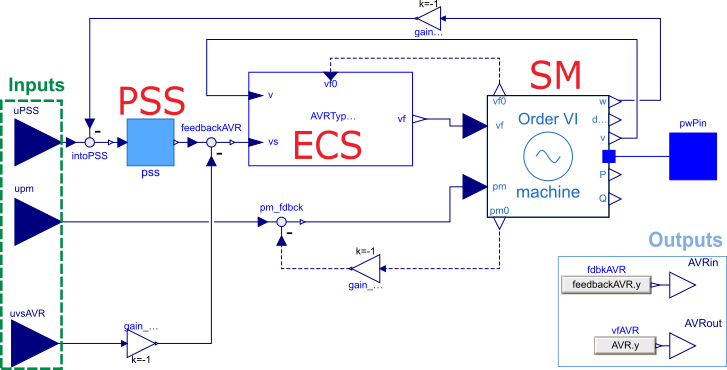 k=-1
gain...
Inputs
uPSS
PSS
intoPSS
pss
feedbackAVR
v
vf0
AVRTyp...
vs
vf
ECS
SM
vf0
w
Order VI
d...
vf
v
machine
pm
P
pm0
Q
pwPin
upm
pm_fdbck
k=-1
gain_...
uvsAVR
gain_...
k=-1
Outputs
fdbkAVR
AVRin
feedbackAVR.y
vfAVR
AVRout
AVR.y